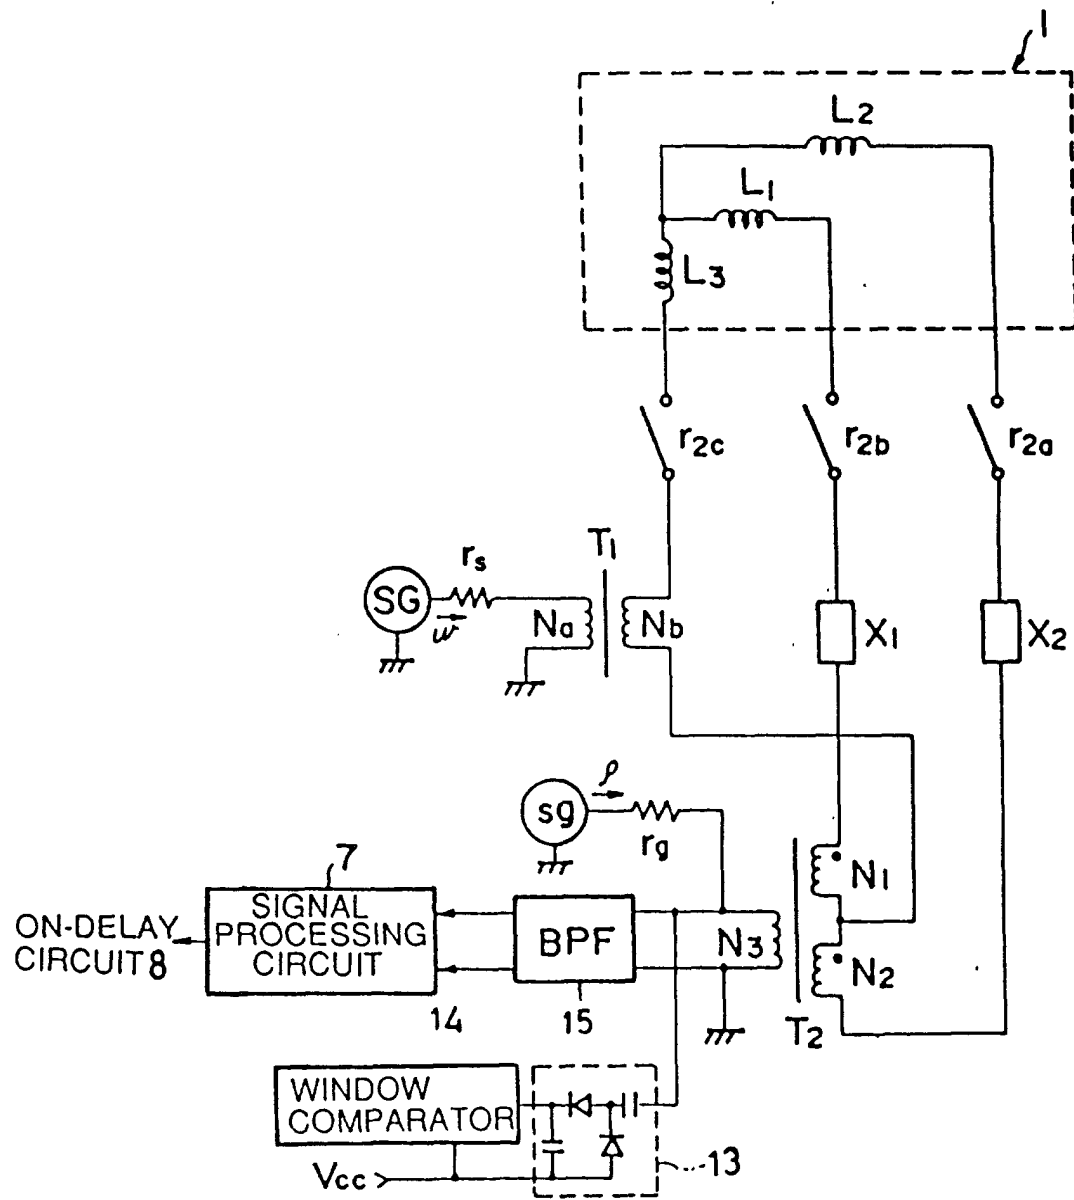 1
L2
L1
L3
r2c
r2b
r2a
T1
rs
SG
ω
Na
Nb
X1
X2
ρ
sg
rg
7
N1
SIGNAL
PROCESSING
CIRCUIT
ON-DELAY
CIRCUIT 8
BPF
N3
N2
14
15
T2
WINDOW
COMPARATOR
13
Vcc